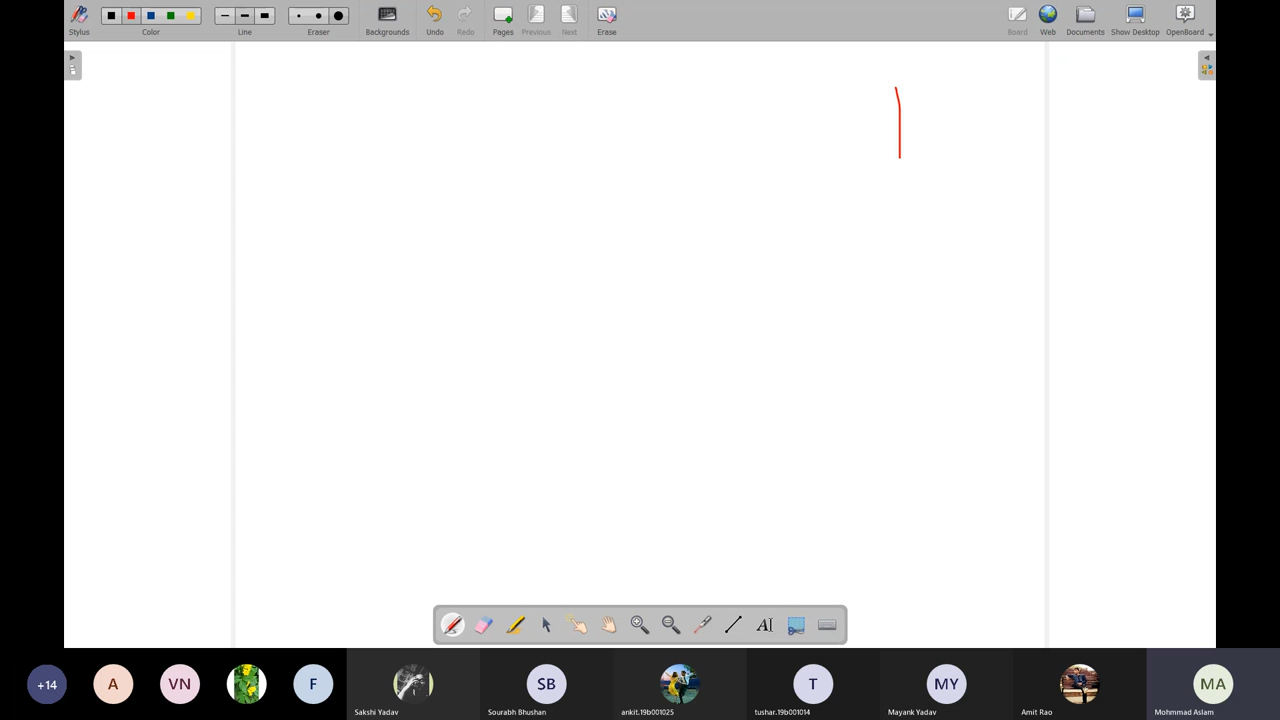 Stylus Color Line Eraser Backgrounds Undo Redo Pages Previous Next Erase Board Web Documents Show Desktop OpenBoard
AI
+14 A VN F SB T MY MA
Sakshi Yadav Sourabh Bhushan ankit.19b001025 tushar.19b001014 Mayank Yadav Amit Rao Mohmmad Aslam